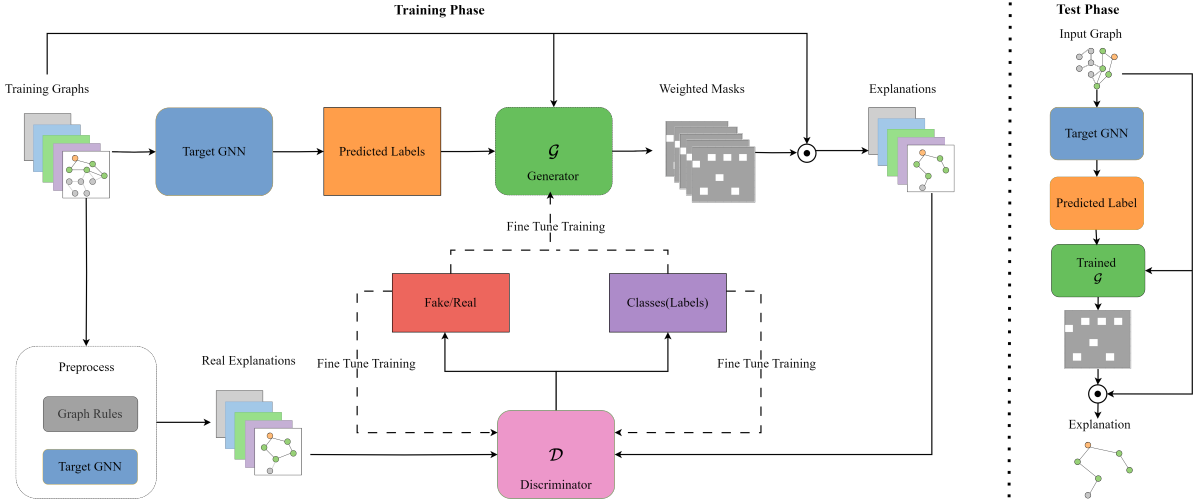 Training Phase
Test Phase
Input Graph
Training Graphs
Weighted Masks
Explanations
Target GNN
Predicted Labels
𝒢
Generator
Target GNN
Predicted Label
Fine Tune Training
Trained
𝒢
Fake/Real
Classes(Labels)
Preprocess
Real Explanations
Fine Tune Training
Fine Tune Training
Graph Rules
Target GNN
𝒟
Discriminator
Explanation